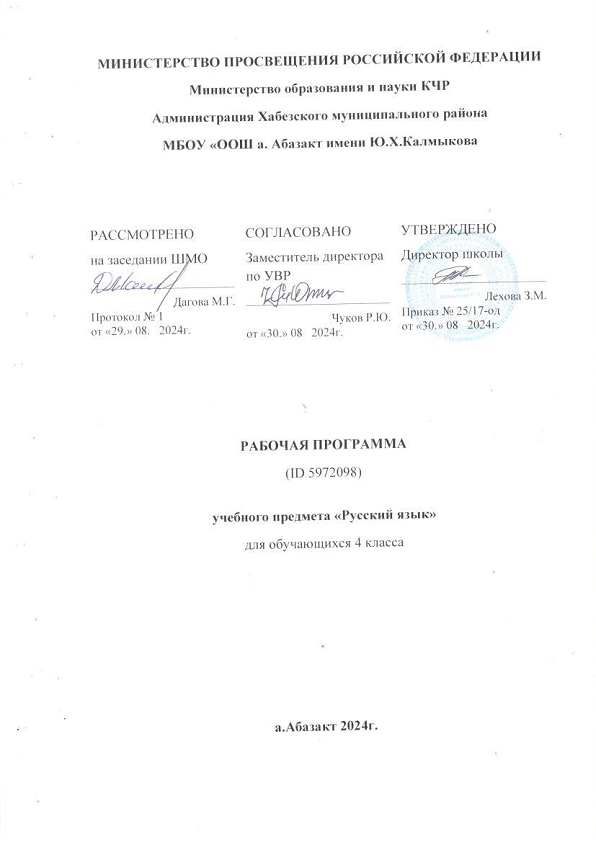 МИНИСТЕРСТВО ПРОСВЕЩЕНИЯ РОССИЙСКОЙ ФЕДЕРАЦИИ
Министерство образования и науки КЧР
Администрация Хабезского муниципального района
МБОУ «ООШ а. Абазакт имени Ю.Х.Калмыкова
РАССМОТРЕНО
на заседании ШМО
Дагова М.Г.
Протокол № 1
от «29.» 08. 2024г.
СОГЛАСОВАНО
Заместитель директора
по УВР
Чуков Р.Ю.
от «30.» 08 2024г.
УТВЕРЖДЕНО
Директор школы
Лехова З.М.
Приказ № 25/17-од
от «30.» 08 2024г.
РАБОЧАЯ ПРОГРАММА
(ID 5972098)
учебного предмета «Русский язык»
для обучающихся 4 класса
а.Абазакт 2024г.